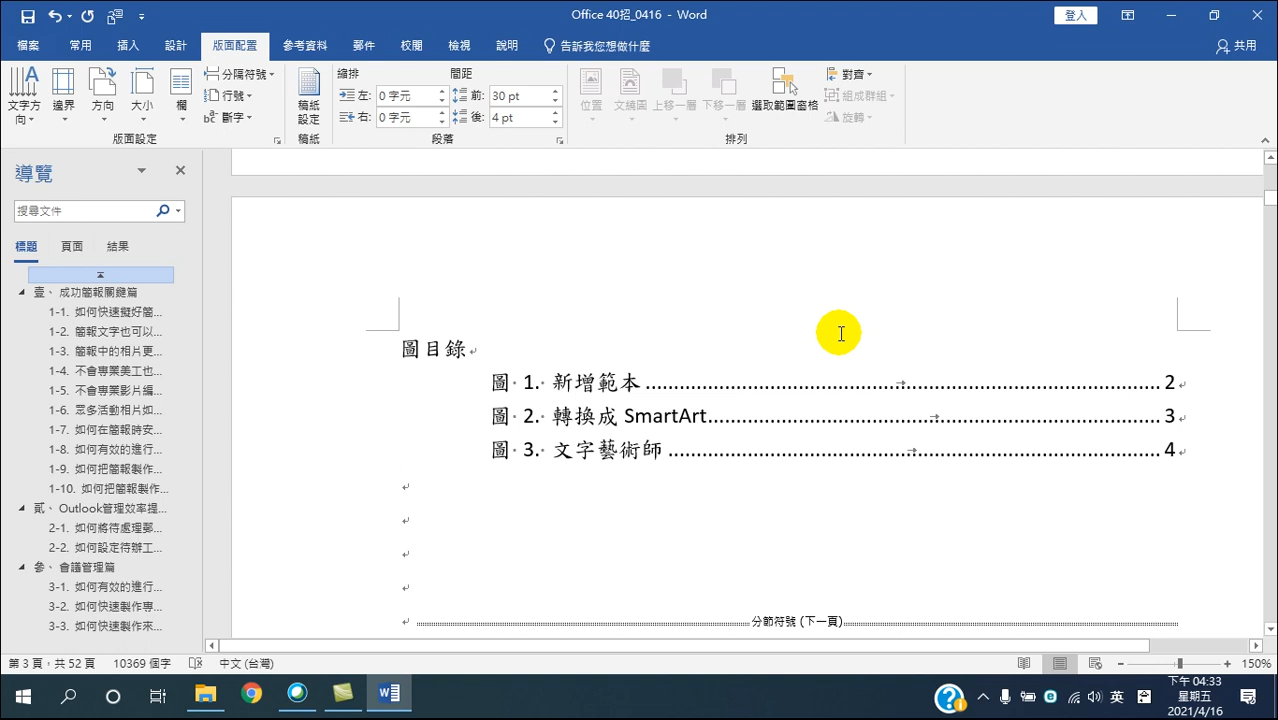 Office 40招_0416 - Word
登入
檔案 常用 插入 設計 版面配置 參考資料 郵件 校閱 檢視 說明 告訴我您想做什麼 共用
文字方向 邊界 方向 大小 欄
分隔符號
行號
斷字
版面設定
稿紙設定
稿紙
縮排 間距
左: 0 字元 前: 30 pt
右: 0 字元 後: 4 pt
段落
位置 文繞圖 上移一層 下移一層 選取範圍窗格
對齊
組成群組
旋轉
排列
導覽
搜尋文件
標題 頁面 結果
壹、 成功簡報關鍵篇
1-1. 如何快速擬好簡...
1-2. 簡報文字也可以...
1-3. 簡報中的相片更...
1-4. 不會專業美工也...
1-5. 不會專業影片編...
1-6. 眾多活動相片如...
1-8. 如何在簡報時安...
1-8. 如何有效的進行...
1-9. 如何把簡報製作...
1-10. 如何把簡報製作...
貳、 Outlook管理效率提...
2-1. 如何將待處理郵...
2-2. 如何設定待辦工...
參、 會議管理篇
3-1. 如何有效的進行...
3-2. 如何快速製作專...
3-3. 如何快速製作來...
圖目錄
圖 1. 新增範本 2
圖 2. 轉換成 SmartArt 3
圖 3. 文字藝術師 4
分節符號 (下一頁)
第 3 頁，共 52 頁 10369 個字 中文 (台灣) 150%
英
下午 04:33
星期五
2021/4/16